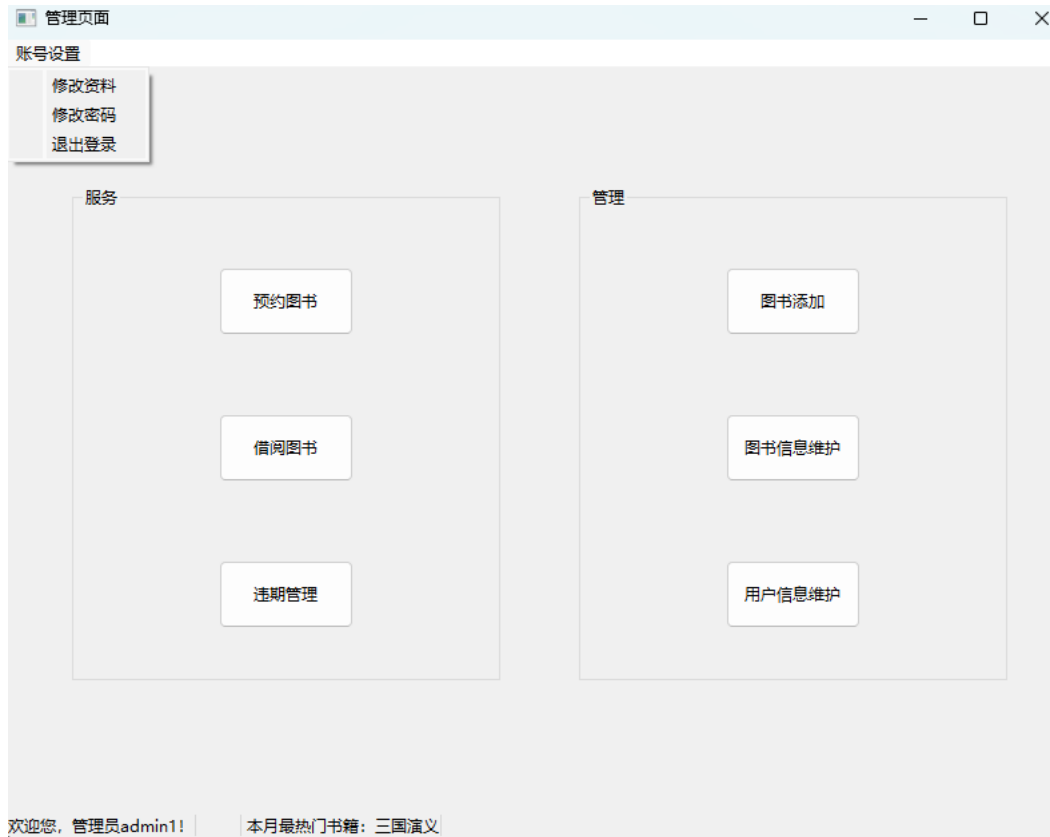 管理页面
账号设置
修改资料
修改密码
退出登录
服务
预约图书
借阅图书
违期管理
管理
图书添加
图书信息维护
用户信息维护
欢迎您，管理员admin1!
本月最热门书籍：三国演义